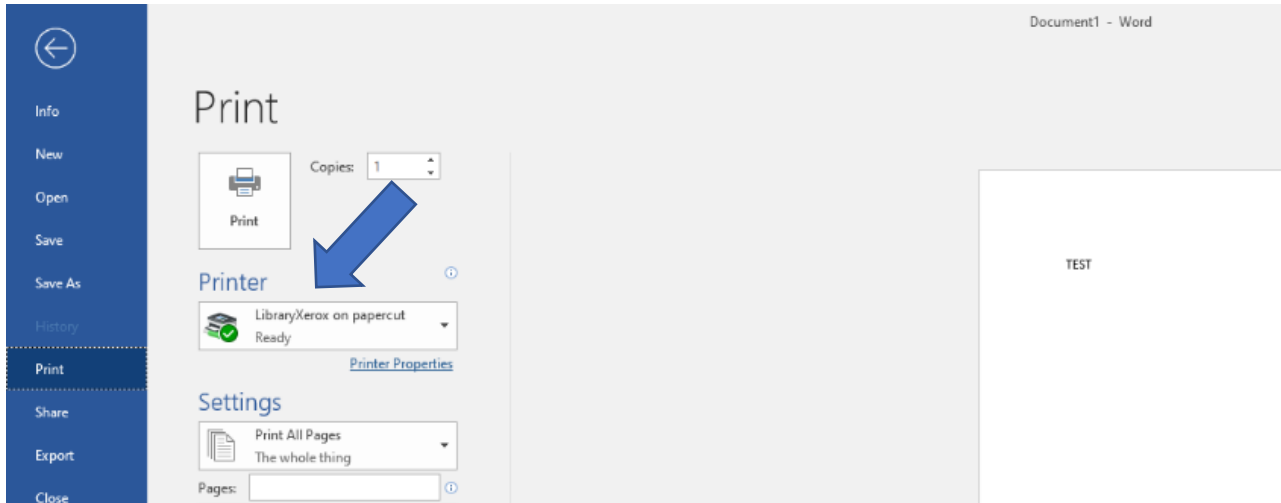 Document1 - Word
Info
New
Open
Save
Save As
History
Print
Share
Export
Close
Print
Copies: 1
Print
Printer
LibraryXerox on papercut
Ready
Printer Properties
Settings
Print All Pages
The whole thing
Pages:
TEST